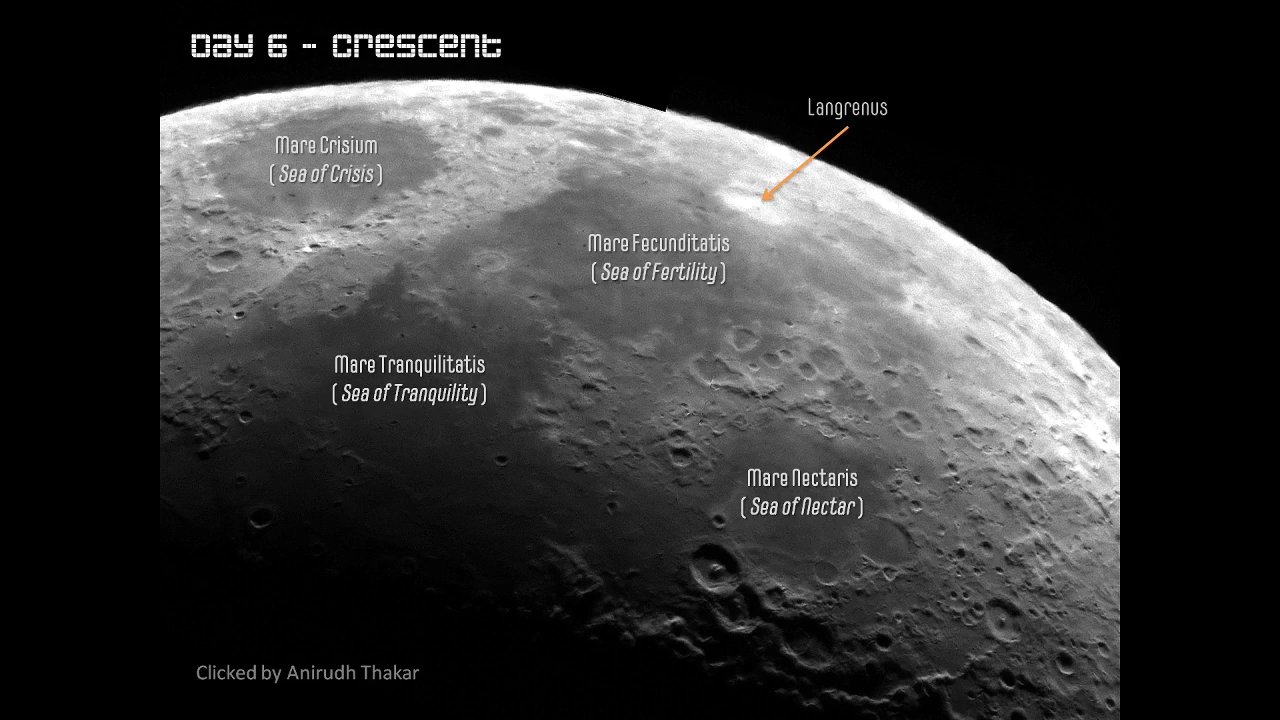 Day 6 - Crescent
Langrenus
Mare Crisium
( Sea of Crisis )
Mare Fecunditatis
( Sea of Fertility )
Mare Tranquilitatis
( Sea of Tranquility )
Mare Nectaris
( Sea of Nectar )
Clicked by Anirudh Thakar